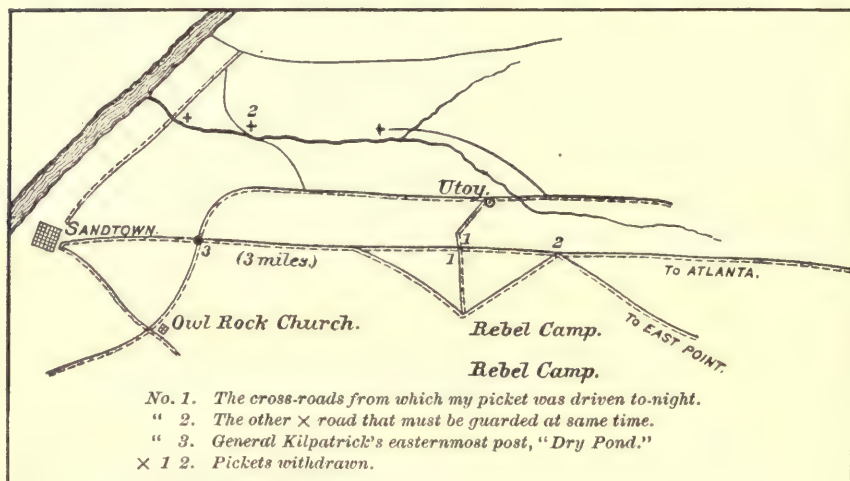 2
Utoy.
SANDTOWN.
1
1
2
3
(3 miles.)
TO ATLANTA.
Owl Rock Church.
Rebel Camp.
TO EAST POINT.
Rebel Camp.
No. 1. The cross-roads from which my picket was driven to-night.
" 2. The other × road that must be guarded at same time.
" 3. General Kilpatrick's easternmost post, "Dry Pond."
× 1 2. Pickets withdrawn.